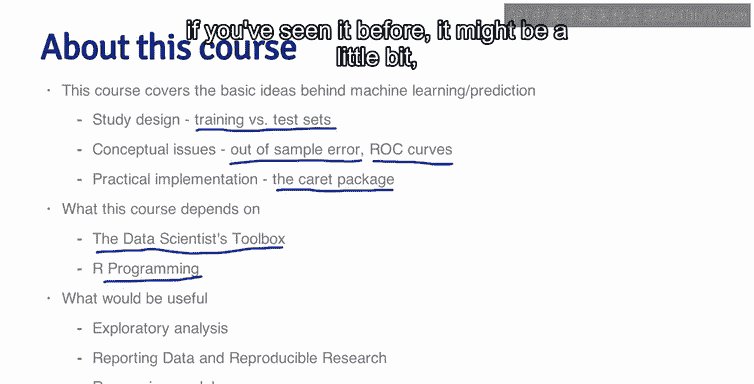 if you've seen it before, it might be a
little bit,
About this course
· This course covers the basic ideas behind machine learning/prediction
- Study design - training vs. test sets
- Conceptual issues - out of sample error, ROC curves
- Practical implementation - the caret package
· What this course depends on
- The Data Scientist's Toolbox
- R Programming
· What would be useful
- Exploratory analysis
- Reporting Data and Reproducible Research